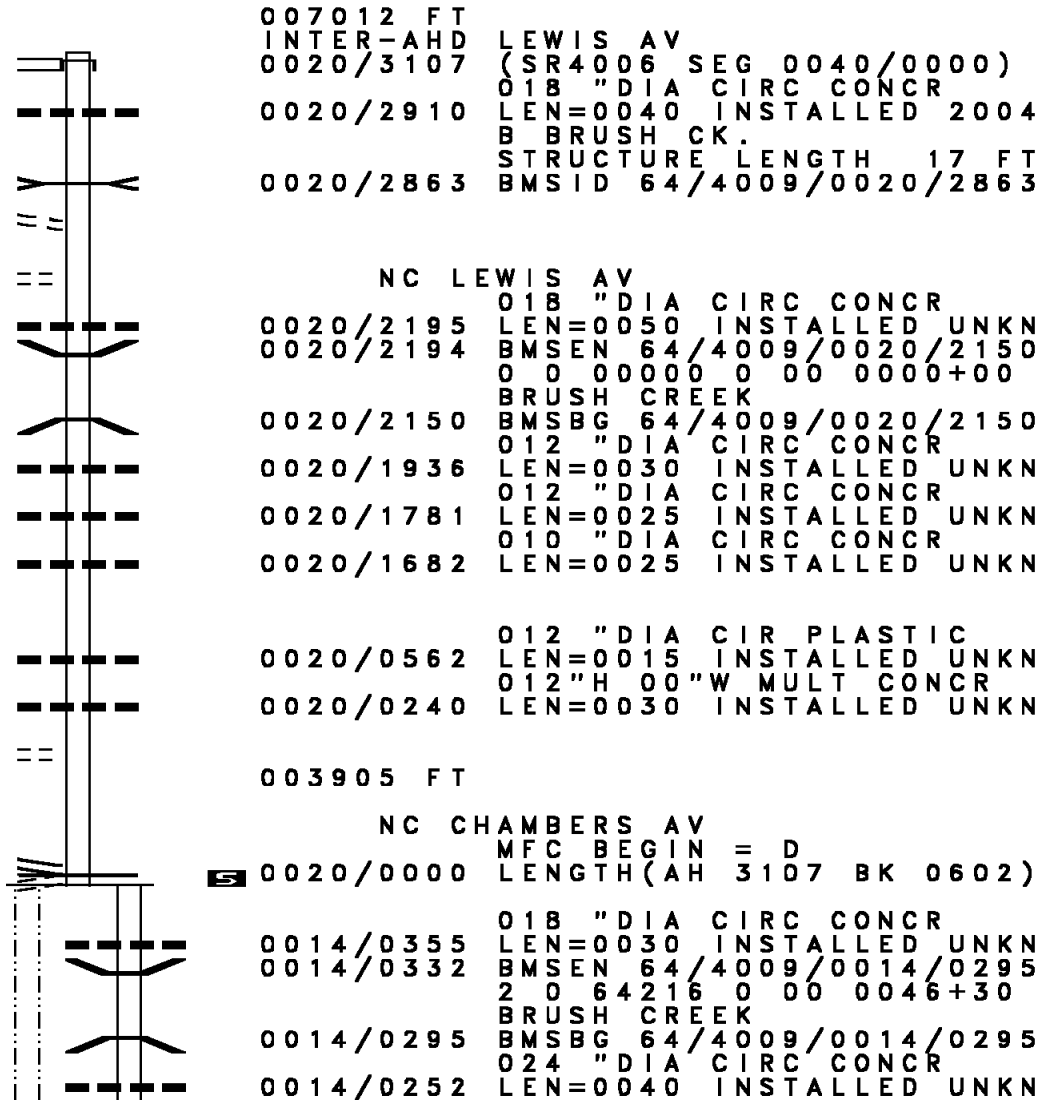 007012 FT
INTER-AHD LEWIS AV
0020/3107 (SR4006 SEG 0040/0000)
018 "DIA CIRC CONCR
0020/2910 LEN=0040 INSTALLED 2004
B BRUSH CK.
STRUCTURE LENGTH 17 FT
0020/2863 BMSID 64/4009/0020/2863
NC LEWIS AV
018 "DIA CIRC CONCR
0020/2195 LEN=0050 INSTALLED UNKN
0020/2194 BMSEN 64/4009/0020/2150
0 0 00000 0 00 0000+00
BRUSH CREEK
0020/2150 BMSBG 64/4009/0020/2150
012 "DIA CIRC CONCR
0020/1936 LEN=0030 INSTALLED UNKN
012 "DIA CIRC CONCR
0020/1781 LEN=0025 INSTALLED UNKN
010 "DIA CIRC CONCR
0020/1682 LEN=0025 INSTALLED UNKN
012 "DIA CIR PLASTIC
0020/0562 LEN=0015 INSTALLED UNKN
012"H 00"W MULT CONCR
0020/0240 LEN=0030 INSTALLED UNKN
003905 FT
NC CHAMBERS AV
MFC BEGIN = D
S 0020/0000 LENGTH(AH 3107 BK 0602)
018 "DIA CIRC CONCR
0014/0355 LEN=0030 INSTALLED UNKN
0014/0332 BMSEN 64/4009/0014/0295
2 0 64216 0 00 0046+30
BRUSH CREEK
0014/0295 BMSBG 64/4009/0014/0295
024 "DIA CIRC CONCR
0014/0252 LEN=0040 INSTALLED UNKN